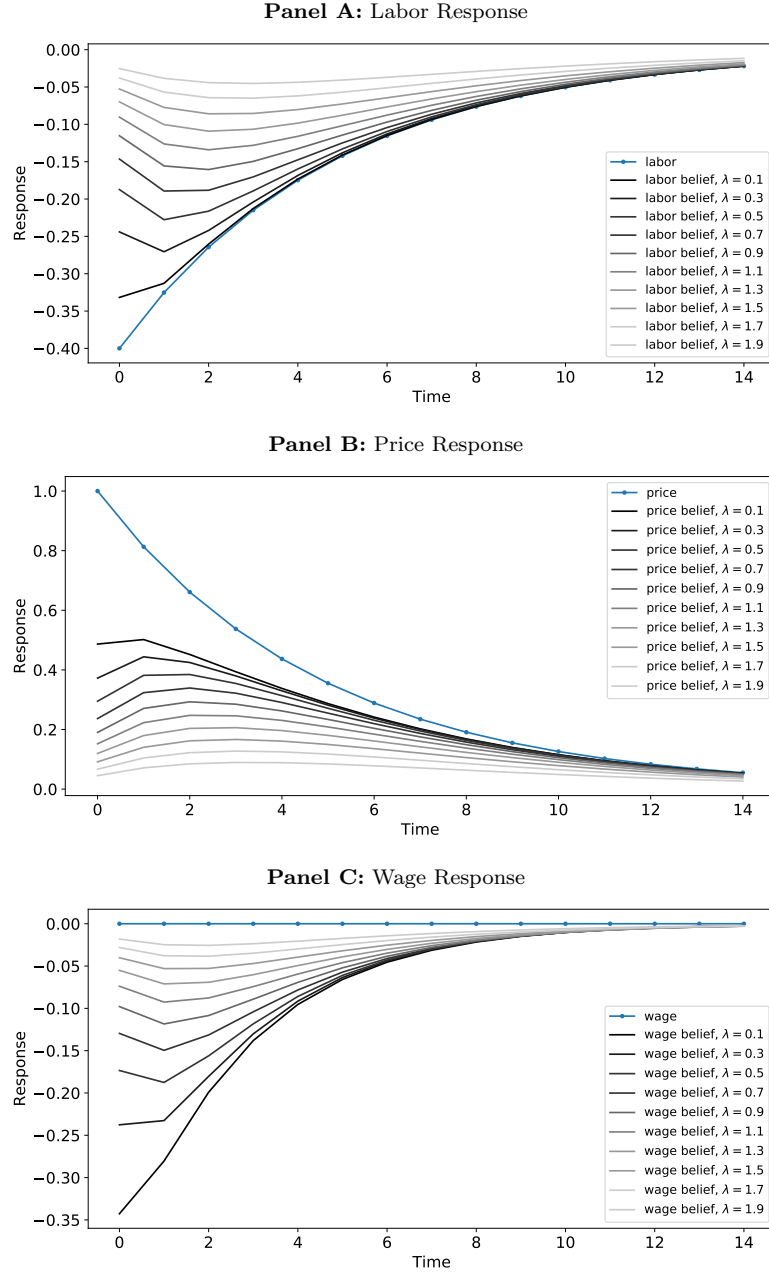 Panel A: Labor Response
0.00
−0.05
−0.10
−0.15
−0.20
−0.25
−0.30
−0.35
−0.40
Response
labor
labor belief, λ = 0.1
labor belief, λ = 0.3
labor belief, λ = 0.5
labor belief, λ = 0.7
labor belief, λ = 0.9
labor belief, λ = 1.1
labor belief, λ = 1.3
labor belief, λ = 1.5
labor belief, λ = 1.7
labor belief, λ = 1.9
0 2 4 6 8 10 12 14
Time
Panel B: Price Response
1.0
0.8
0.6
0.4
0.2
0.0
Response
price
price belief, λ = 0.1
price belief, λ = 0.3
price belief, λ = 0.5
price belief, λ = 0.7
price belief, λ = 0.9
price belief, λ = 1.1
price belief, λ = 1.3
price belief, λ = 1.5
price belief, λ = 1.7
price belief, λ = 1.9
0 2 4 6 8 10 12 14
Time
Panel C: Wage Response
0.00
−0.05
−0.10
−0.15
−0.20
−0.25
−0.30
−0.35
Response
wage
wage belief, λ = 0.1
wage belief, λ = 0.3
wage belief, λ = 0.5
wage belief, λ = 0.7
wage belief, λ = 0.9
wage belief, λ = 1.1
wage belief, λ = 1.3
wage belief, λ = 1.5
wage belief, λ = 1.7
wage belief, λ = 1.9
0 2 4 6 8 10 12 14
Time